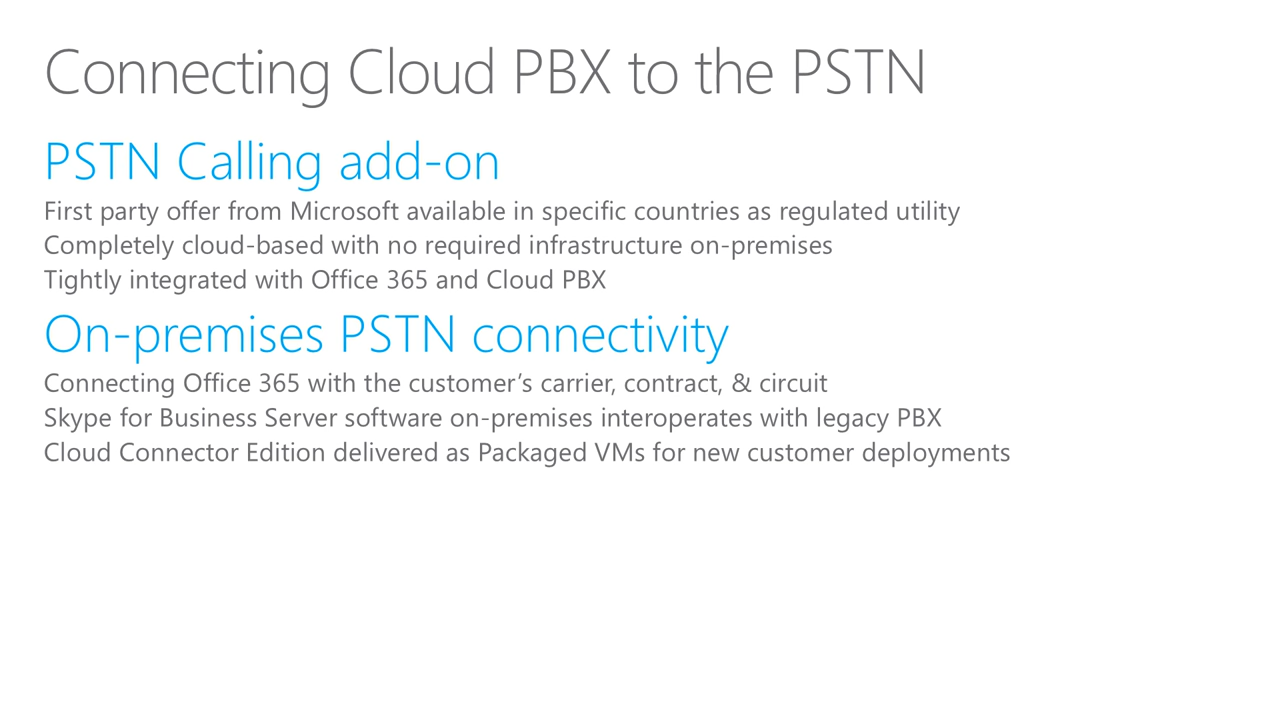 Connecting Cloud PBX to the PSTN
PSTN Calling add-on
First party offer from Microsoft available in specific countries as regulated utility
Completely cloud-based with no required infrastructure on-premises
Tightly integrated with Office 365 and Cloud PBX
On-premises PSTN connectivity
Connecting Office 365 with the customer’s carrier, contract, & circuit
Skype for Business Server software on-premises interoperates with legacy PBX
Cloud Connector Edition delivered as Packaged VMs for new customer deployments